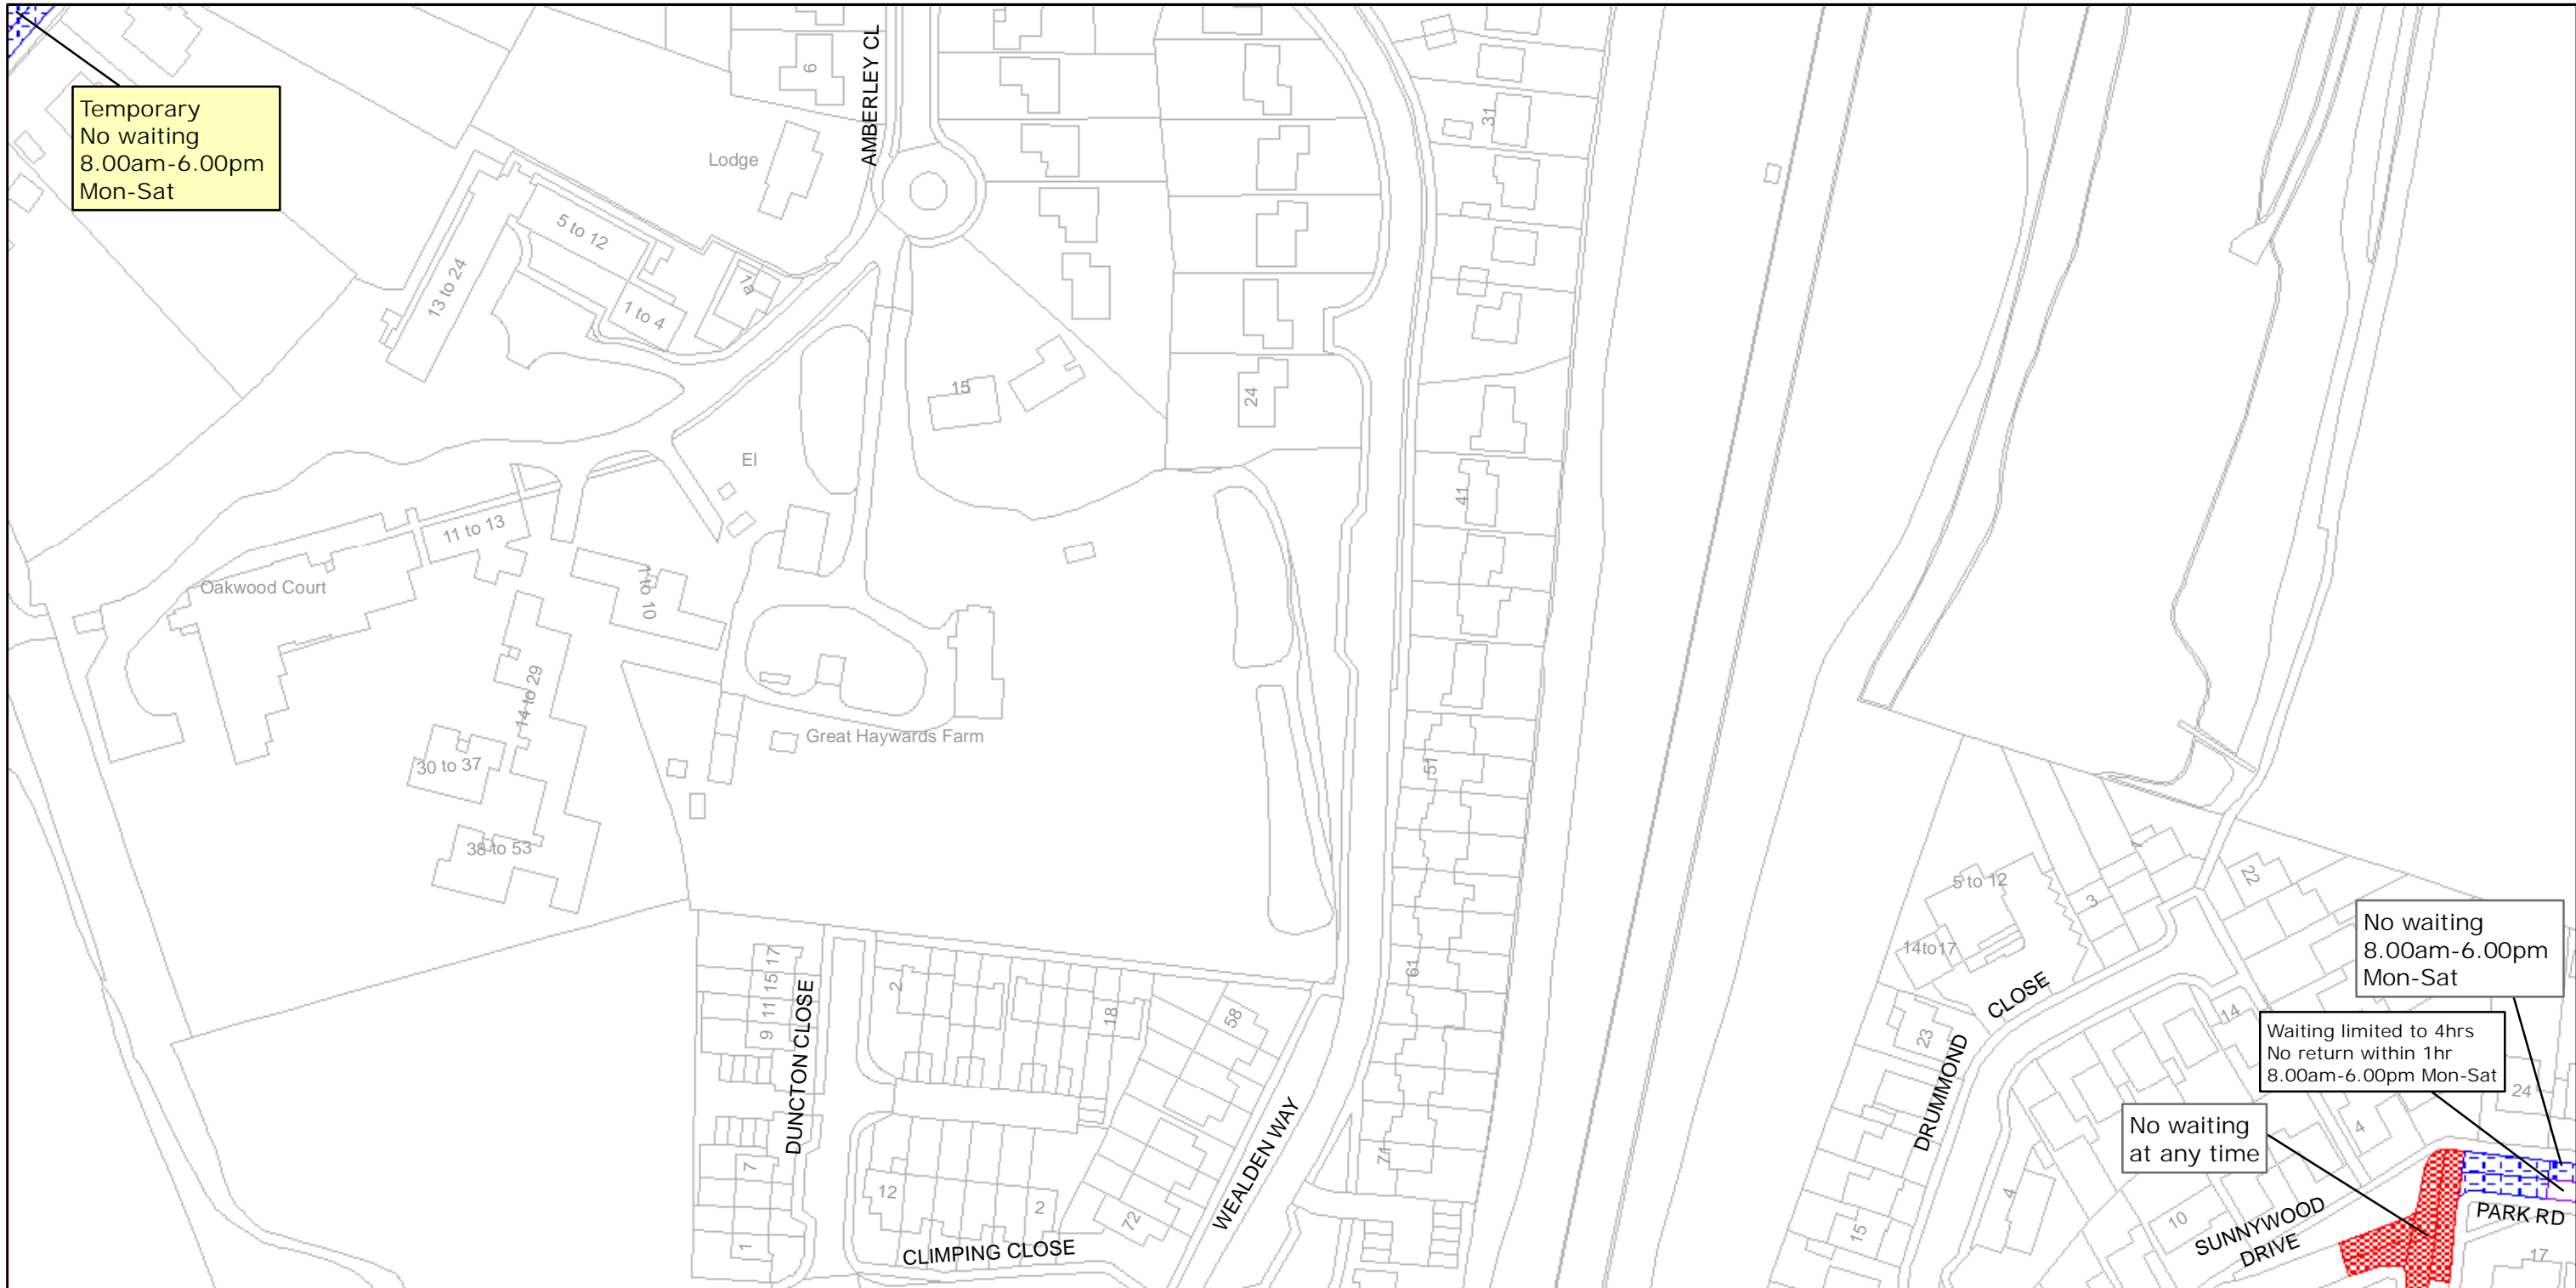 Temporary
No waiting
8.00am-6.00pm
Mon-Sat
6
AMBERLEY CL
Lodge
31
5 to 12
13 to 24
1 to 4
7a
15
24
El
41
11 to 13
Oakwood Court
1 to 10
14 to 29
30 to 37
Great Haywards Farm
51
38 to 53
1
5 to 12
3
22
14to17
No waiting
8.00am-6.00pm
Mon-Sat
9 11 15 17
DUNCTON CLOSE
2
18
58
61
CLOSE
DRUMMOND
23
14
Waiting limited to 4hrs
No return within 1hr
8.00am-6.00pm Mon-Sat
24
No waiting
at any time
4
7
1
12
2
72
CLIMPING CLOSE
WEALDEN WAY
71
4
15
10
SUNNYWOOD
DRIVE
PARK RD
17